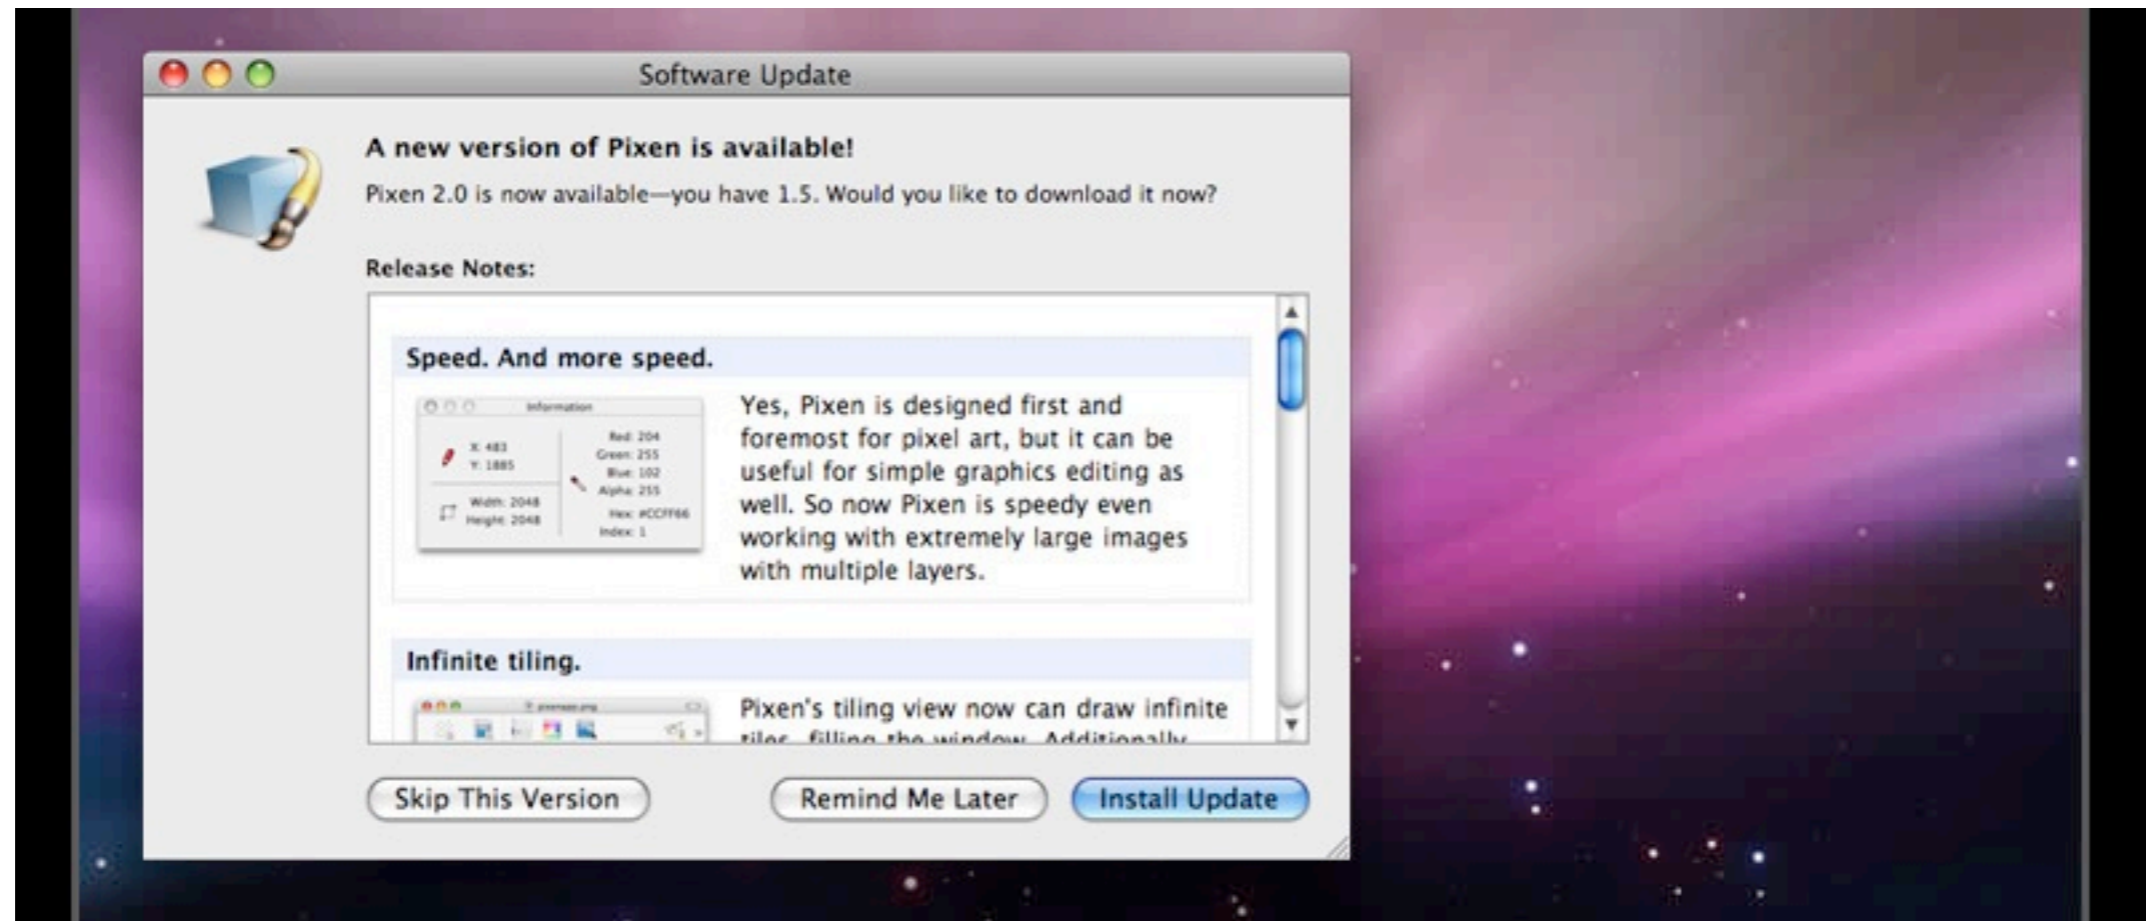 Software Update
A new version of Pixen is available!
Pixen 2.0 is now available—you have 1.5. Would you like to download it now?
Release Notes:
Speed. And more speed.
Information
X: 483
Y: 1885
Width: 2048
Height: 2048
Red: 204
Green: 255
Blue: 102
Alpha: 255
Hex: #CCFF66
Index: 1
Yes, Pixen is designed first and
foremost for pixel art, but it can be
useful for simple graphics editing as
well. So now Pixen is speedy even
working with extremely large images
with multiple layers.
Infinite tiling.
Pixen's tiling view now can draw infinite
tiles, filling the window. Additionally
Skip This Version
Remind Me Later
Install Update